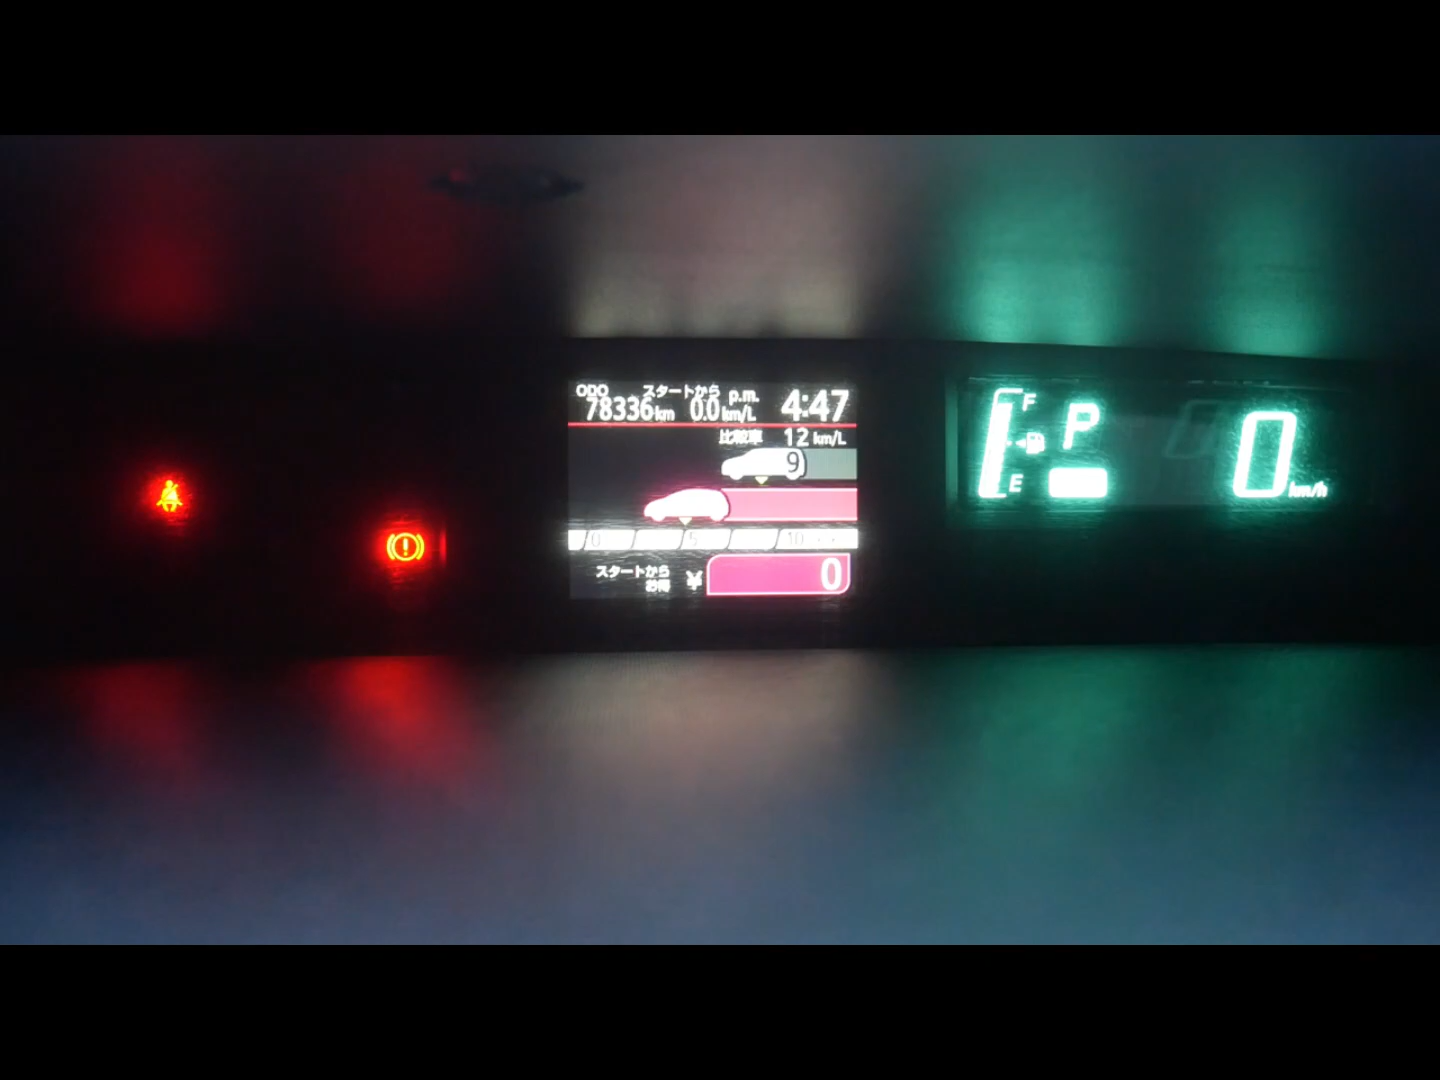 ODO スタートから p.m. 4:47
78336km 0.0km/L
比較車 12 km/L
9
0 5 10
スタートから
お得 ¥ 0
F
P
E
0 km/h